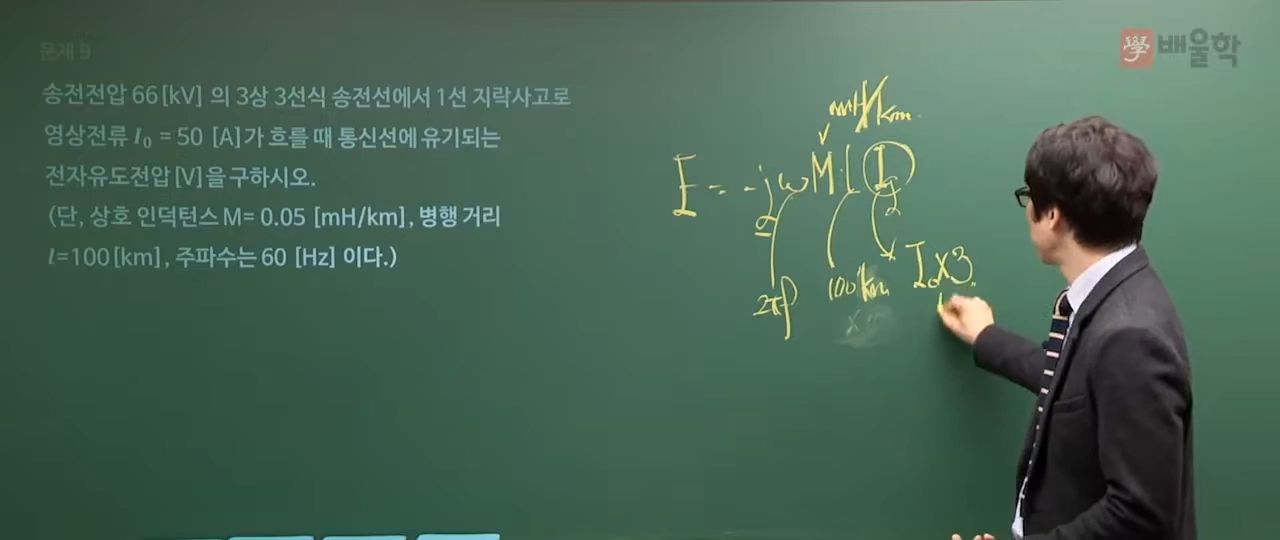 문제 9
송전전압 66[kV] 의 3상 3선식 송전선에서 1선 지락사고로
영상전류 I₀ = 50 [A]가 흐를 때 통신선에 유기되는
전자유도전압[V]을 구하시오.
(단, 상호 인덕턴스 M= 0.05 [mH/km], 병행 거리
l=100[km], 주파수는 60 [Hz] 이다.)
學 배울학
mH/km
E = -jωM·l I
2πf 100km I₀×3